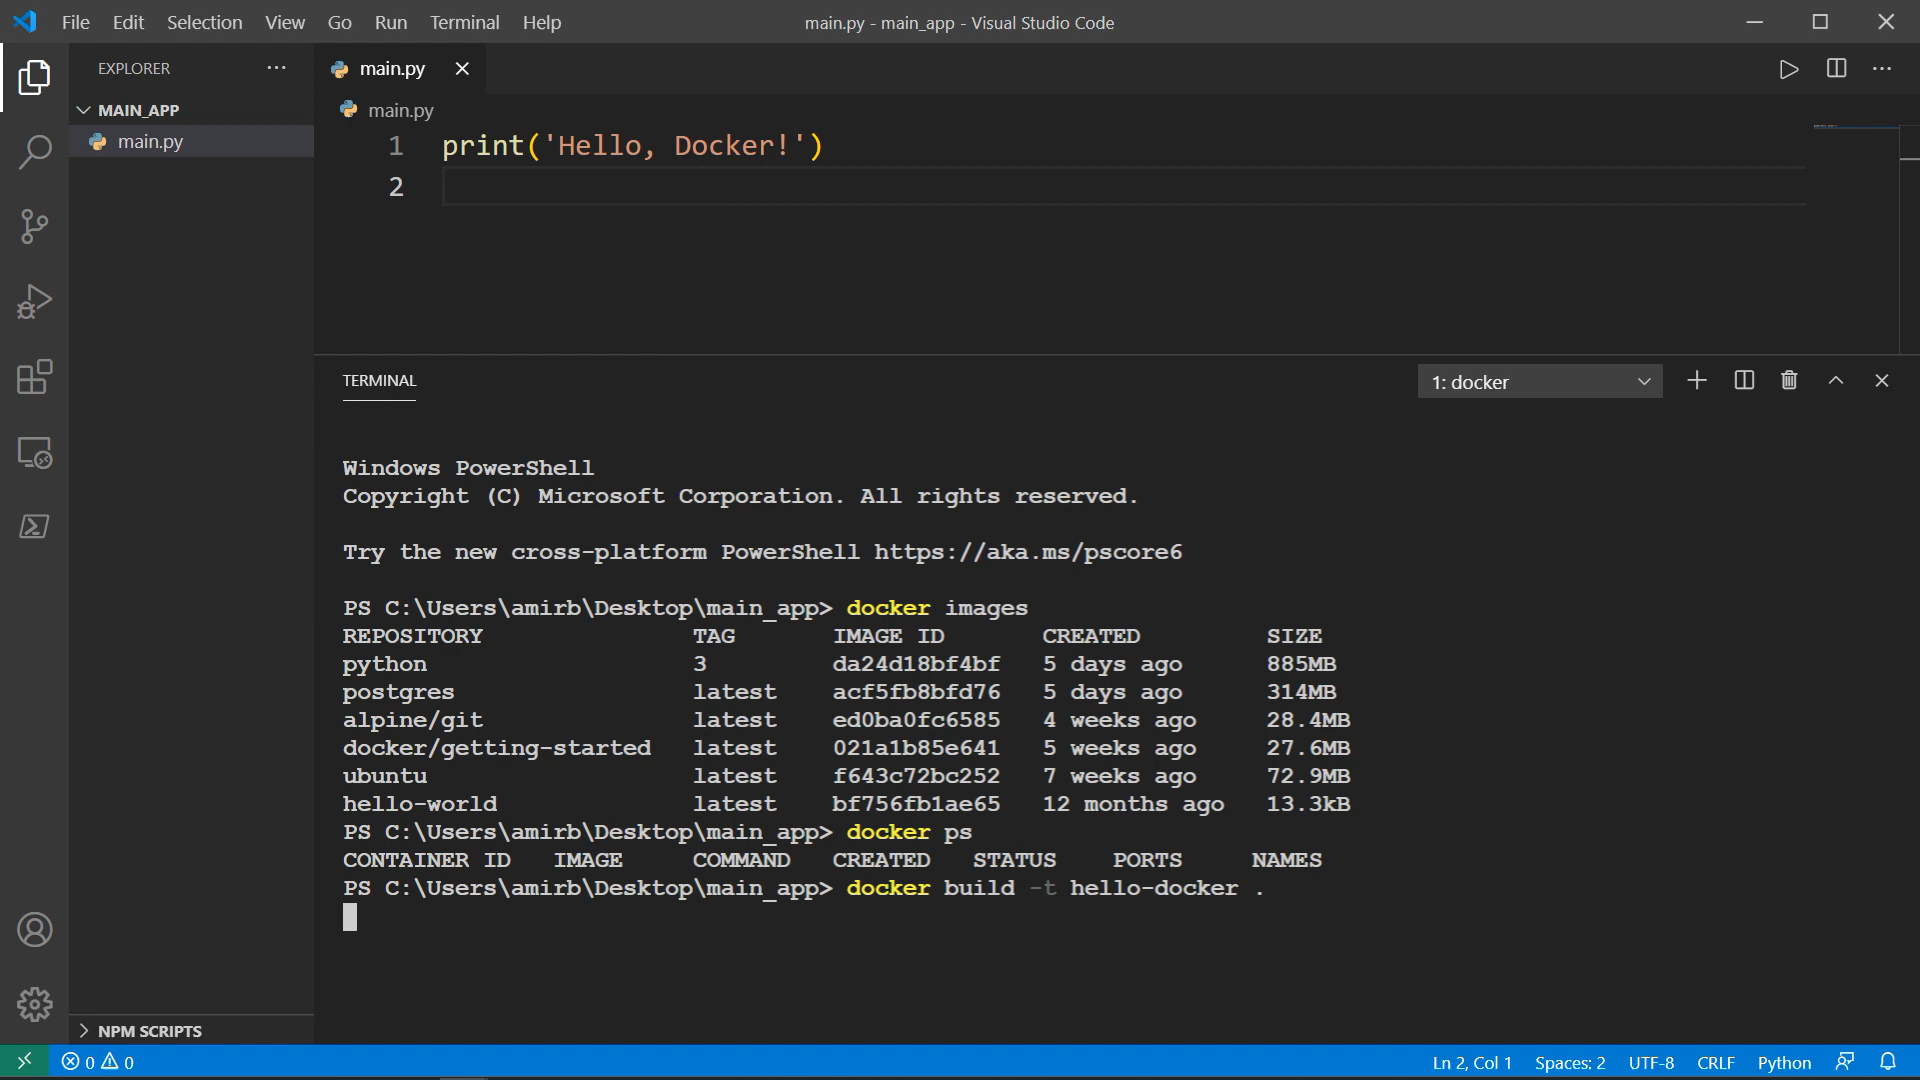 File Edit Selection View Go Run Terminal Help
main.py - main_app - Visual Studio Code
EXPLORER
MAIN_APP
main.py
NPM SCRIPTS
main.py
main.py
1 print('Hello, Docker!')
2
TERMINAL
1: docker
Windows PowerShell
Copyright (C) Microsoft Corporation. All rights reserved.
Try the new cross-platform PowerShell https://aka.ms/pscore6
PS C:\Users\amirb\Desktop\main_app> docker images
REPOSITORY TAG IMAGE ID CREATED SIZE
python 3 da24d18bf4bf 5 days ago 885MB
postgres latest acf5fb8bfd76 5 days ago 314MB
alpine/git latest ed0ba0fc6585 4 weeks ago 28.4MB
docker/getting-started latest 021a1b85e641 5 weeks ago 27.6MB
ubuntu latest f643c72bc252 7 weeks ago 72.9MB
hello-world latest bf756fb1ae65 12 months ago 13.3kB
PS C:\Users\amirb\Desktop\main_app> docker ps
CONTAINER ID IMAGE COMMAND CREATED STATUS PORTS NAMES
PS C:\Users\amirb\Desktop\main_app> docker build -t hello-docker .
0 0
Ln 2, Col 1 Spaces: 2 UTF-8 CRLF Python